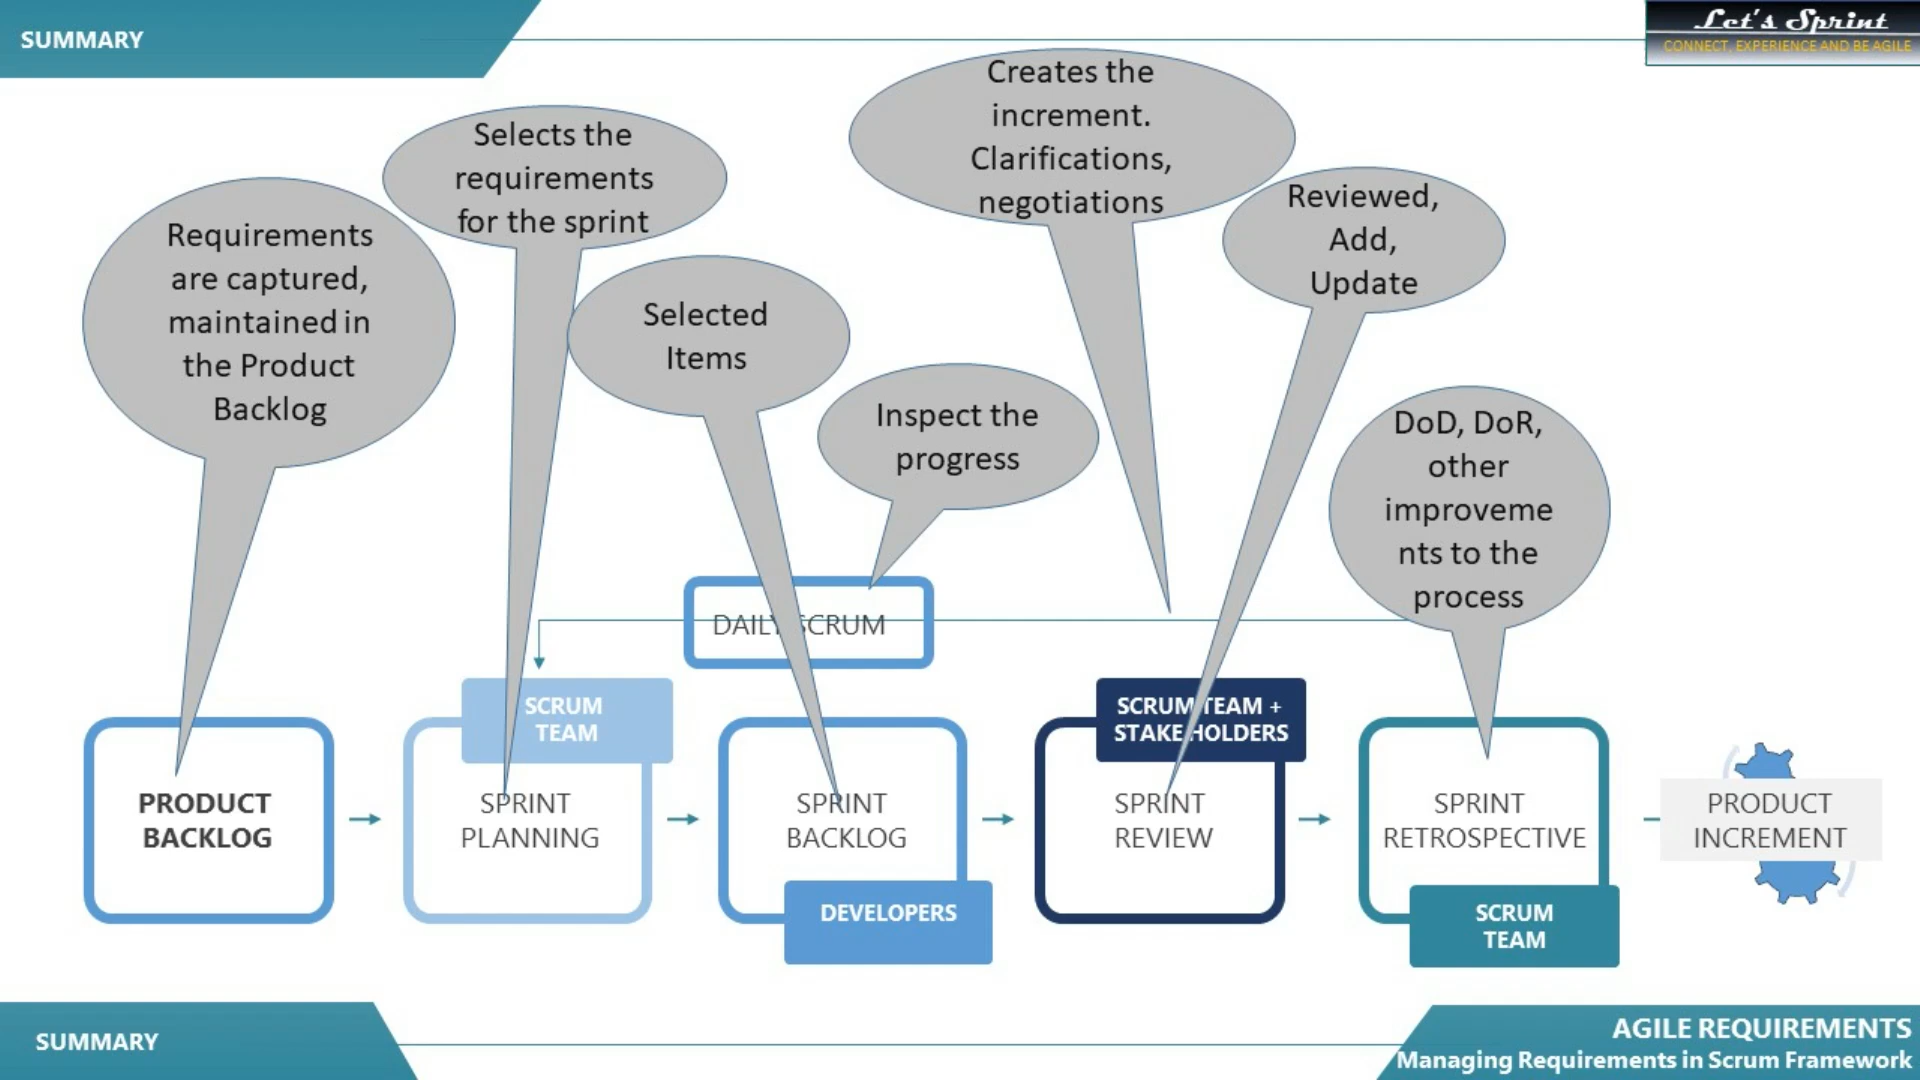 SUMMARY
Let's Sprint
CONNECT, EXPERIENCE AND BE AGILE
Requirements
are captured,
maintained in
the Product
Backlog
Selects the
requirements
for the sprint
Selected
Items
Inspect the
progress
Creates the
increment.
Clarifications,
negotiations
Reviewed,
Add,
Update
DoD, DoR,
other
improveme
nts to the
process
DAILY SCRUM
SCRUM
TEAM
SCRUM TEAM +
STAKEHOLDERS
PRODUCT
BACKLOG
SPRINT
PLANNING
SPRINT
BACKLOG
DEVELOPERS
SPRINT
REVIEW
SPRINT
RETROSPECTIVE
SCRUM
TEAM
PRODUCT
INCREMENT
SUMMARY
AGILE REQUIREMENTS
Managing Requirements in Scrum Framework